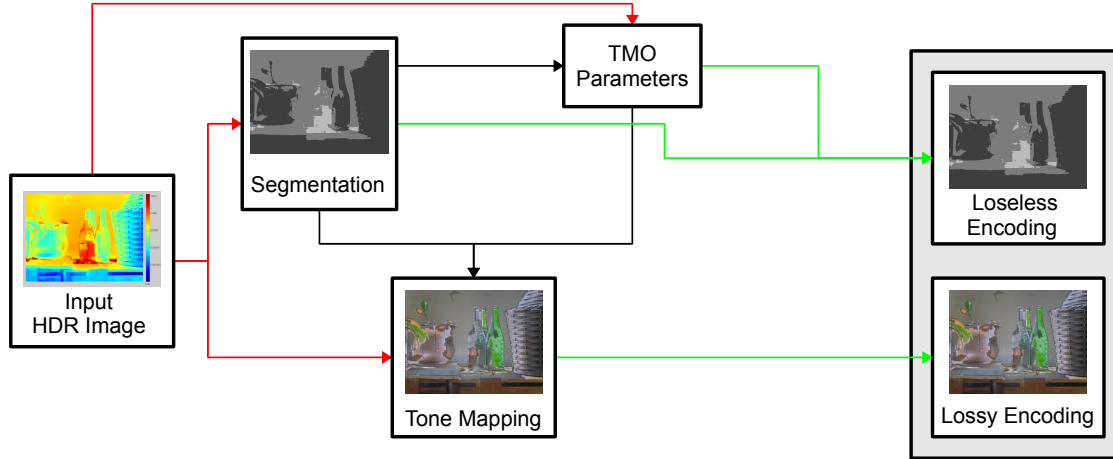 TMO
Parameters
Segmentation
Input
HDR Image
Tone Mapping
Loseless
Encoding
Lossy Encoding